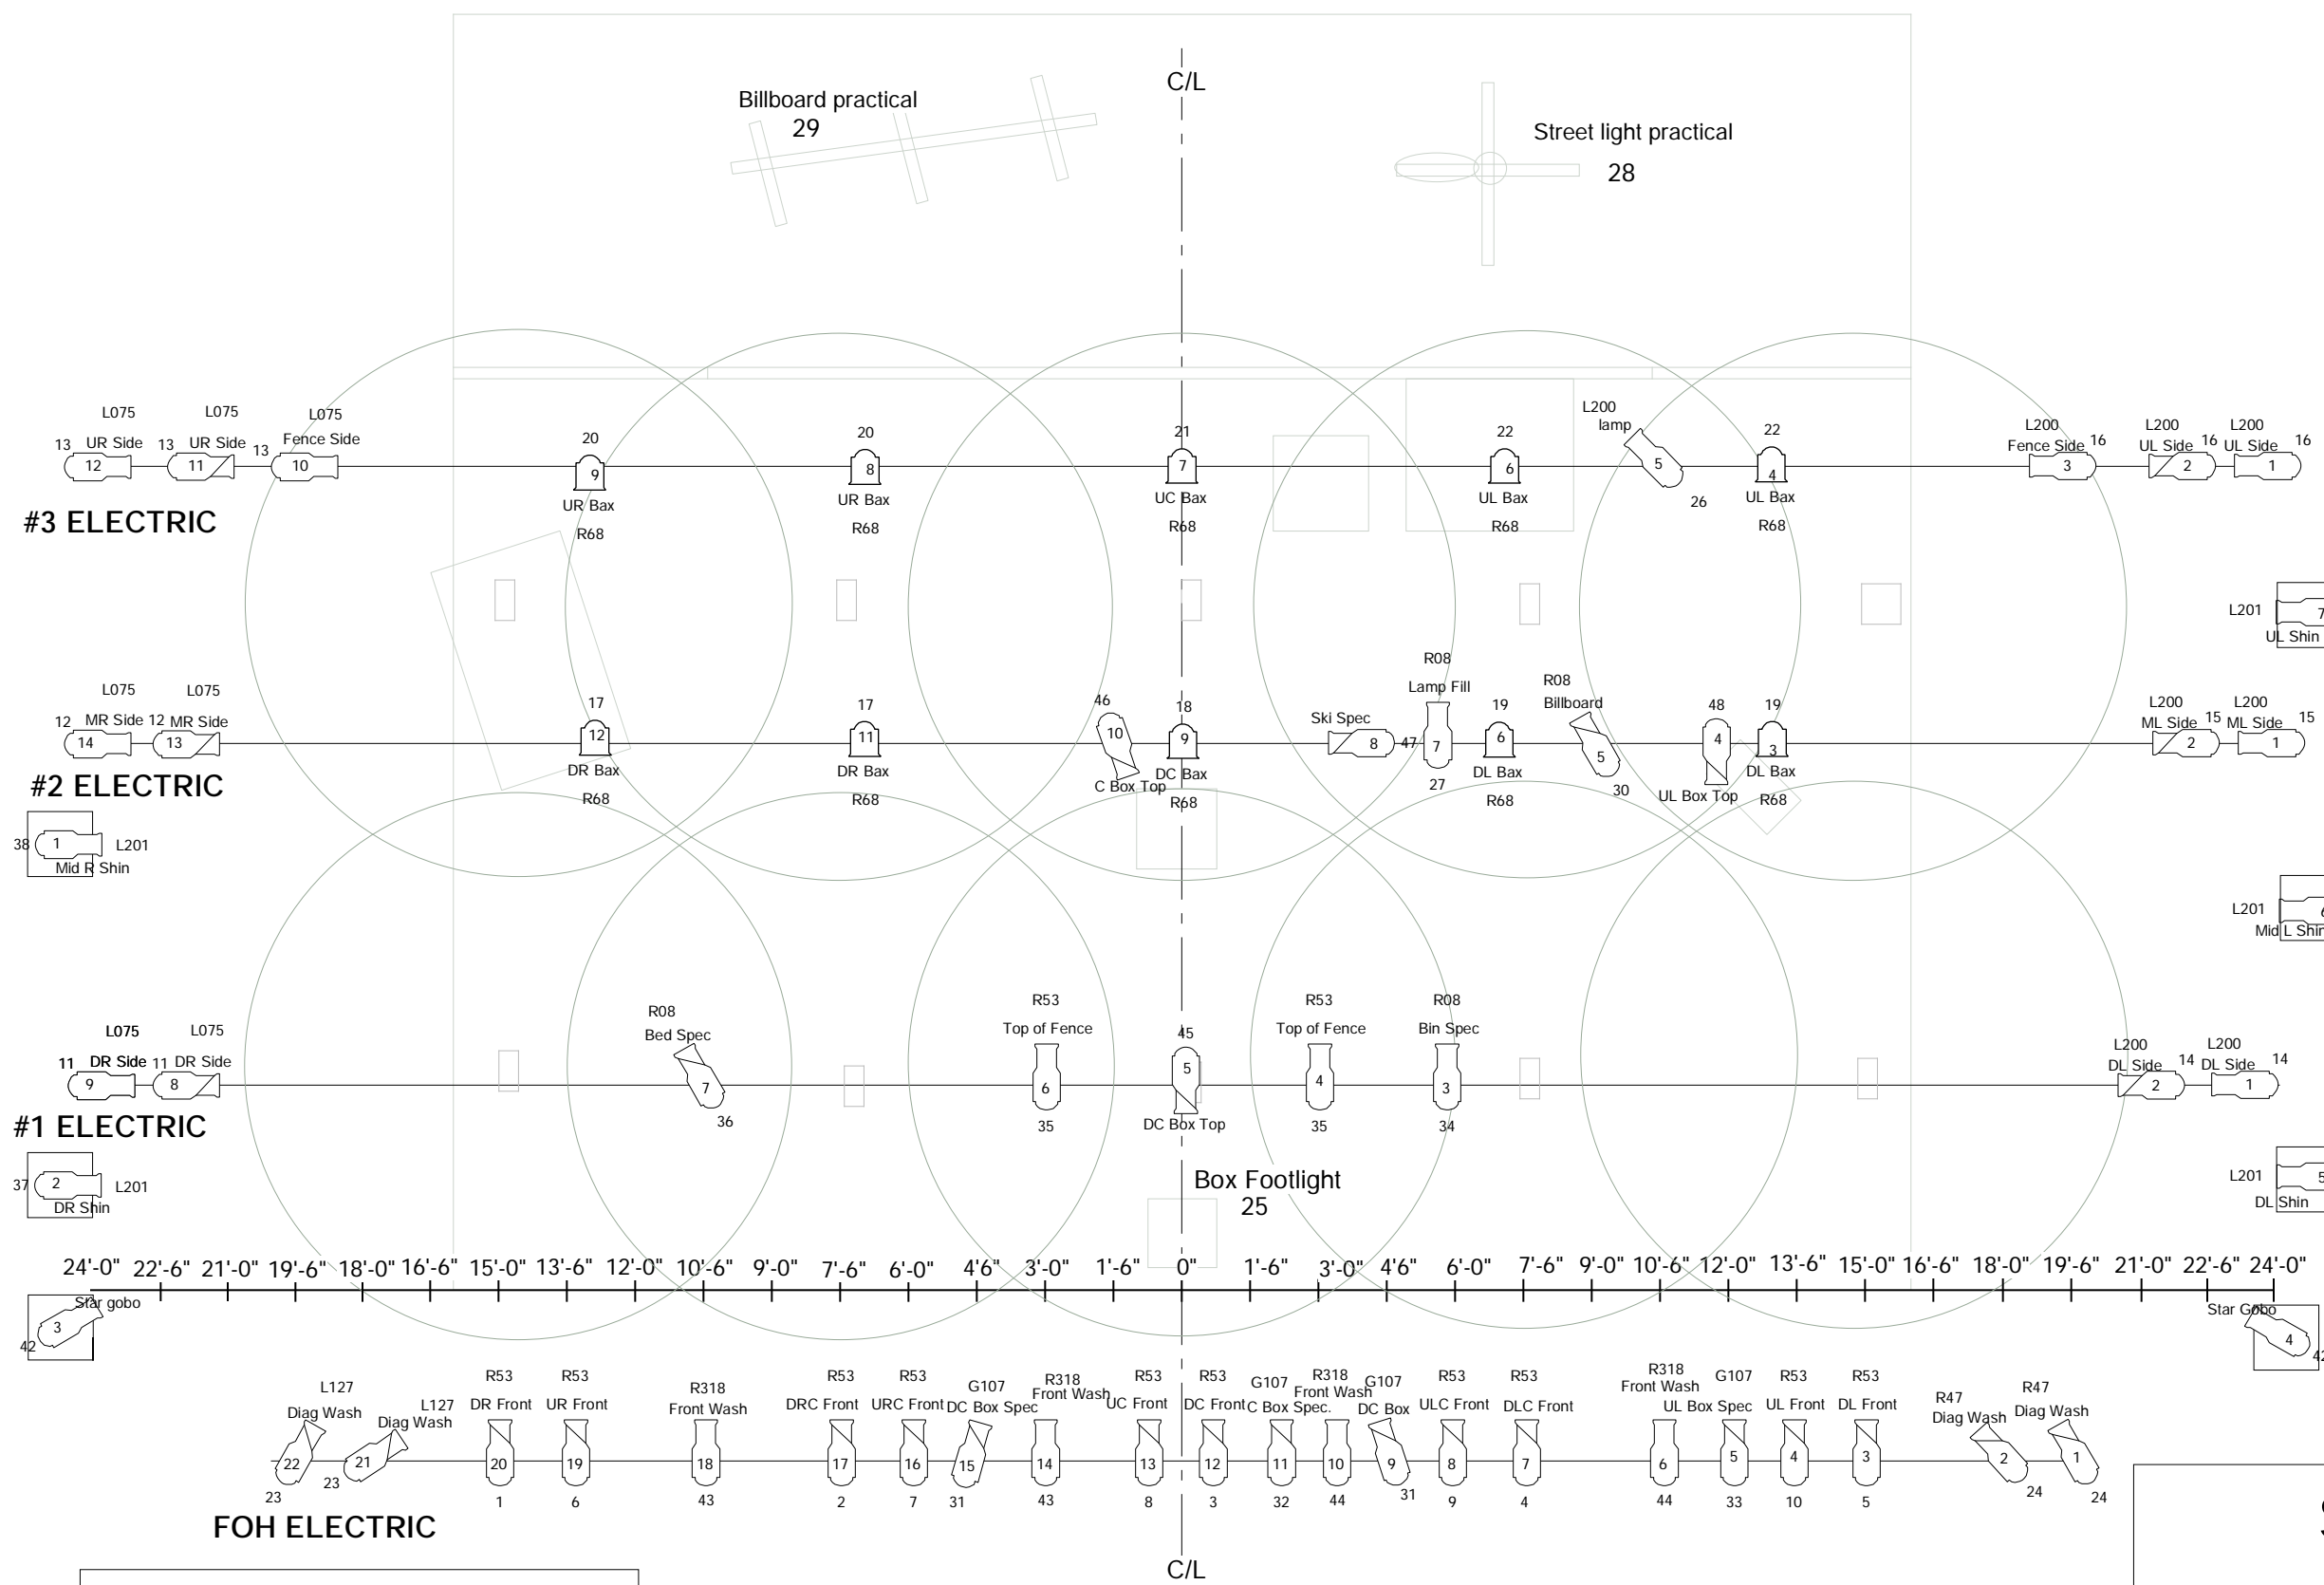 C/L
Billboard practical
29
Street light practical
28
L075 L075 L075 L200 L200 L200 L200
13 UR Side 13 UR Side 13 Fence Side 20 20 21 22 lamp 22 Fence Side 16 UL Side 16 UL Side 16
12 11 10 9 8 7 6 5 4 3 2 1
UR Bax UR Bax UC Bax UL Bax 26 UL Bax
R68 R68 R68 R68 R68
#3 ELECTRIC
L201 7
UL Shin
R08 R08
L075 L075 Lamp Fill Billboard L200 L200
12 MR Side 12 MR Side 17 17 46 18 Ski Spec 19 48 19 ML Side 15 ML Side 15
14 13 12 11 10 9 8 47 7 6 5 4 3 2 1
DR Bax DR Bax C Box Top DC Bax 27 DL Bax 30 UL Box Top DL Bax
R68 R68 R68 R68 R68
#2 ELECTRIC
38 1 L201
Mid R Shin
L201
Mid L Shin
R08 R53 R53 R08
L075 L075 Bed Spec Top of Fence 45 Top of Fence Bin Spec L200 L200
11 DR Side 11 DR Side DL Side 14 DL Side 14
9 8 7 6 5 4 3 2 1
36 35 DC Box Top 35 34
#1 ELECTRIC
37 2 L201
DR Shin
Box Footlight
25
L201 5
DL Shin
24'-0" 22'-6" 21'-0" 19'-6" 18'-0" 16'-6" 15'-0" 13'-6" 12'-0" 10'-6" 9'-0" 7'-6" 6'-0" 4'6" 3'-0" 1'-6" 0" 1'-6" 3'-0" 4'6" 6'-0" 7'-6" 9'-0" 10'-6" 12'-0" 13'-6" 15'-0" 16'-6" 18'-0" 19'-6" 21'-0" 22'-6" 24'-0"
Star gobo
3
42
Star Gobo
4
L127 L127 R53 R53 R318 R53 R53 G107 R318 R53 R53 G107 R318 G107 R53 R53 R318 G107 R53 R53 R47 R47
Diag Wash Diag Wash DR Front UR Front Front Wash DRC Front URC Front DC Box Spec Front Wash UC Front DC Front C Box Spec. Front Wash DC Box ULC Front DLC Front Front Wash UL Box Spec UL Front DL Front Diag Wash Diag Wash
22 21 20 19 18 17 16 15 14 13 12 11 10 9 8 7 6 5 4 3 2 1
23 23 1 6 43 2 7 31 43 8 3 32 44 31 9 4 44 33 10 5 24 24
FOH ELECTRIC
C/L